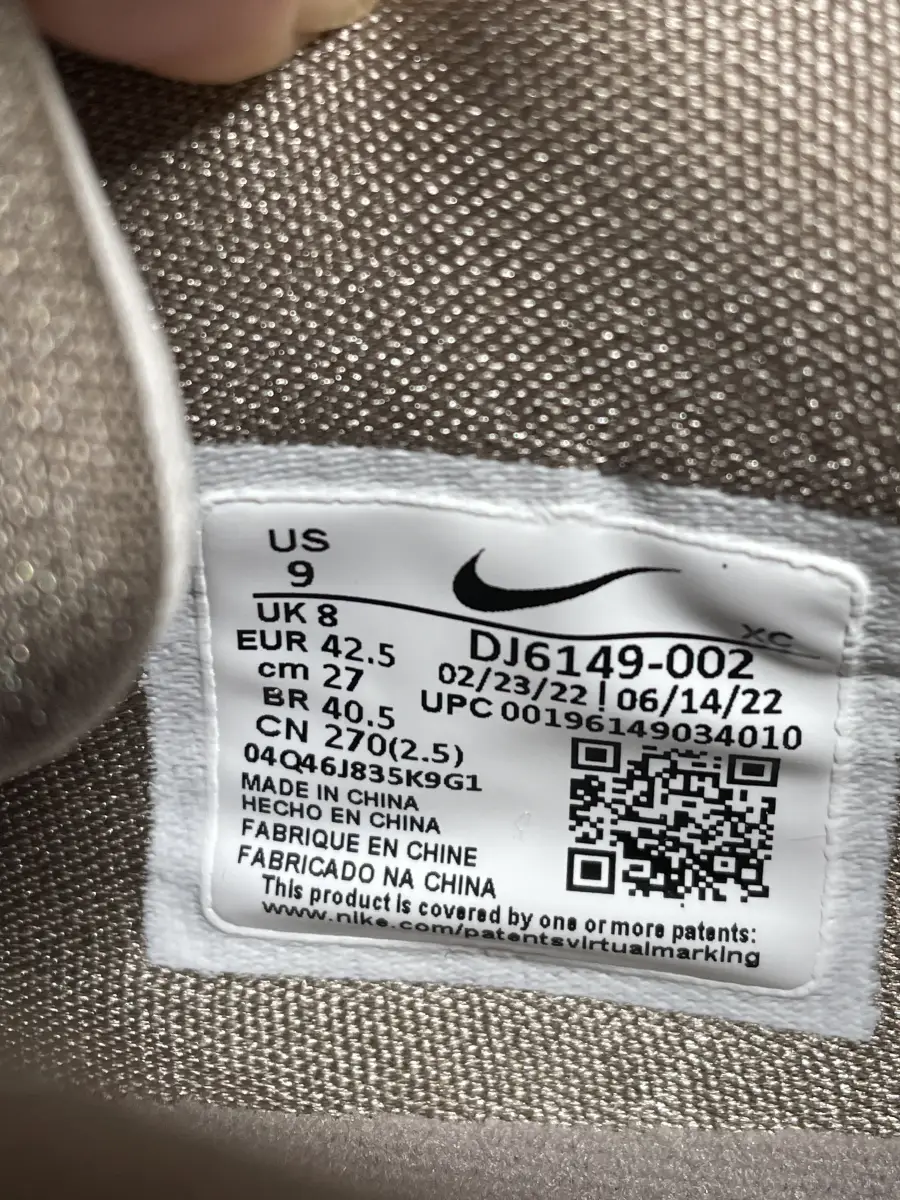 US
9
XC
UK 8
EUR 42.5
cm 27
BR 40.5
CN 270(2.5)
04Q46J835K9G1
DJ6149-002
02/23/22 | 06/14/22
UPC 00196149034010
MADE IN CHINA
HECHO EN CHINA
FABRIQUE EN CHINE
FABRICADO NA CHINA
This product is covered by one or more patents:
www.nike.com/patentsvirtualmarking